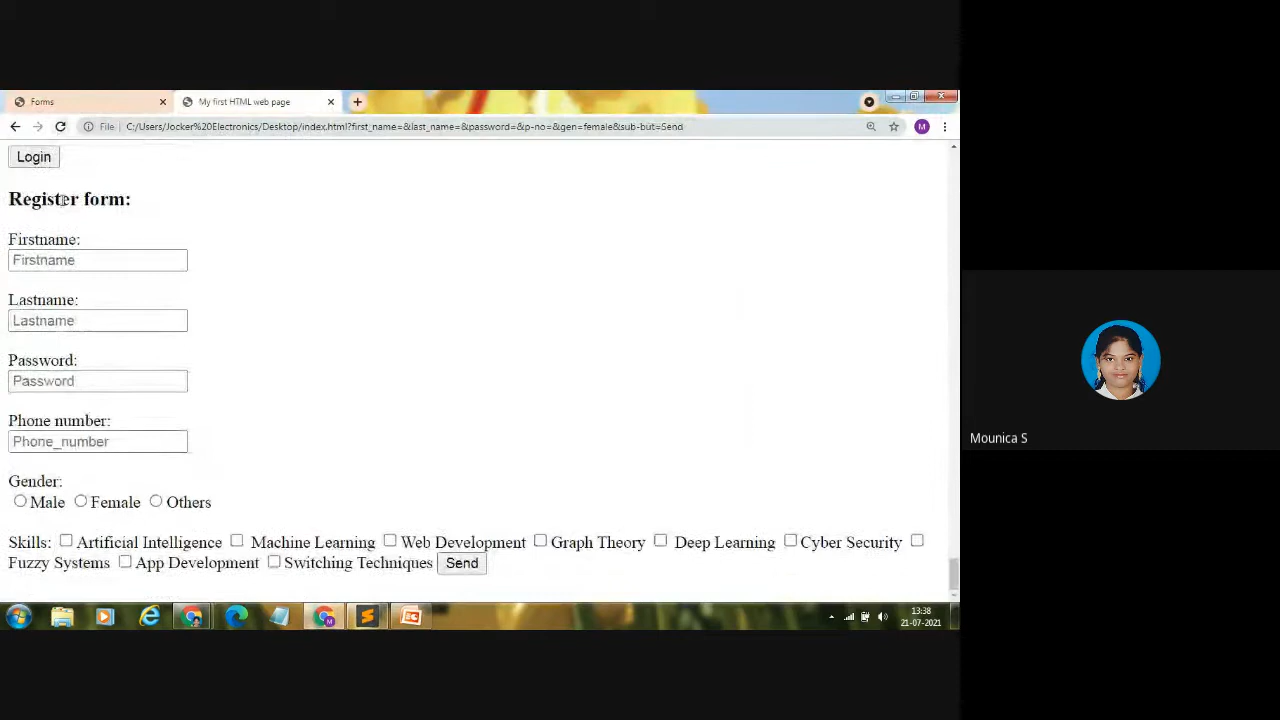 Forms
My first HTML web page
File C:/Users/Jocker%20Electronics/Desktop/index.html?first_name=&last_name=&password=&p-no=&gen=female&sub-but=Send
M
Login
Register form:
Firstname:
Firstname
Lastname:
Lastname
Password:
Password
Phone number:
Phone_number
Gender:
Male Female Others
Skills: Artificial Intelligence Machine Learning Web Development Graph Theory Deep Learning Cyber Security
Fuzzy Systems App Development Switching Techniques Send
Mounica S
13:38
21-07-2021